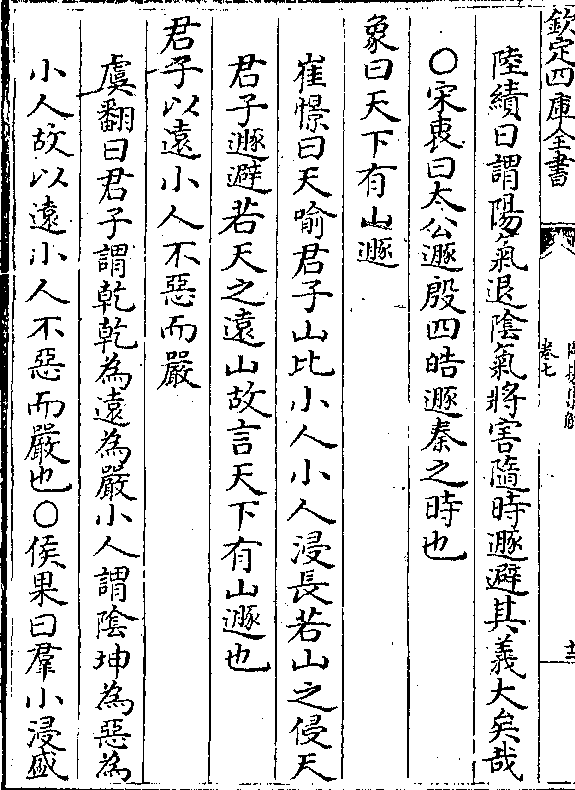 欽定四庫全書
卷七
十三
陸績曰謂陽氣退陰氣將害隨時遯避其義大矣哉
○宋衷曰太公遯殷四皓遯秦之時也
象曰天下有山遯
崔憬曰天喻君子山比小人小人浸長若山之侵天
君子遯避若天之遠山故言天下有山遯也
君子以遠小人不惡而嚴
虞翻曰君子謂乾乾為遠為嚴小人謂陰坤為惡為
小人故以遠小人不惡而嚴也○侯果曰羣小浸盛